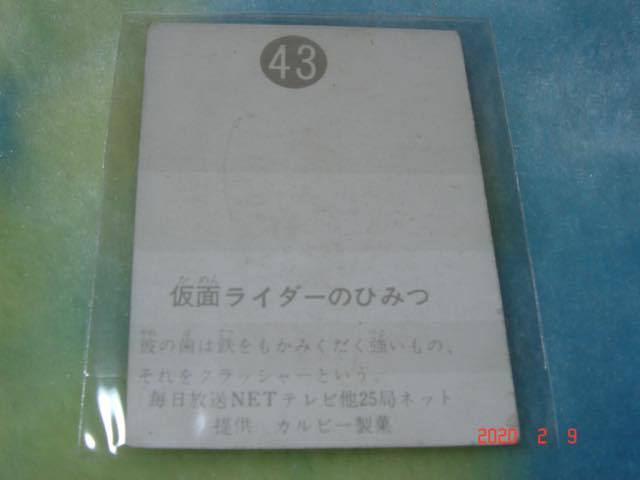 43
仮面ライダーのひみつ
彼の歯は鉄をもかみくだく強いもの、
それをクラッシャーという。
毎日放送NETテレビ他25局ネット
提供 カルビー製菓
2020 2 9